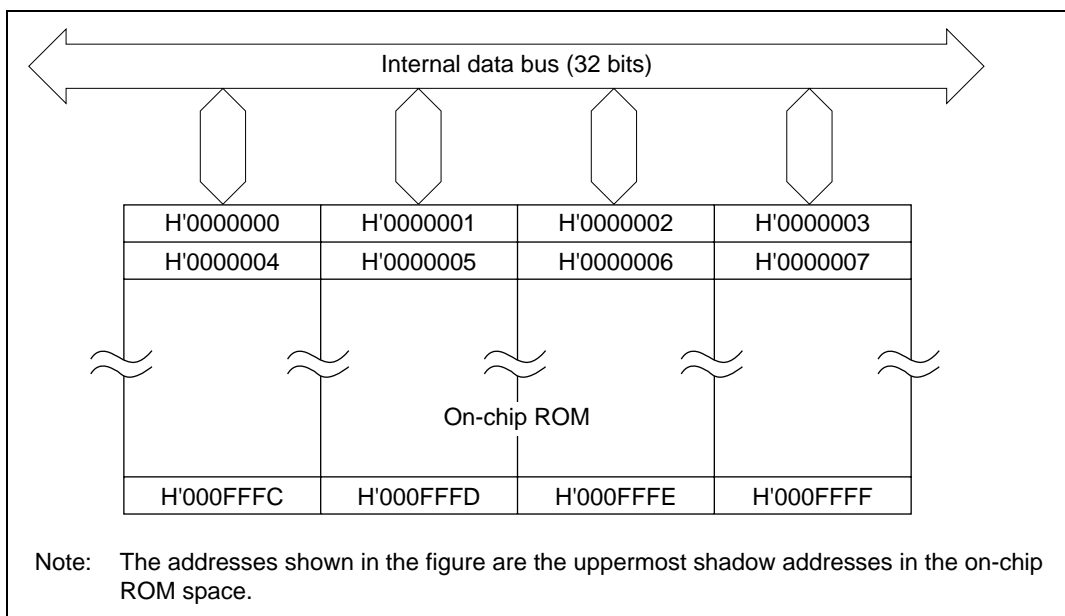 Internal data bus (32 bits)
H'0000000 H'0000001 H'0000002 H'0000003
H'0000004 H'0000005 H'0000006 H'0000007
On-chip ROM
H'000FFFC H'000FFFD H'000FFFE H'000FFFF
Note: The addresses shown in the figure are the uppermost shadow addresses in the on-chip
ROM space.